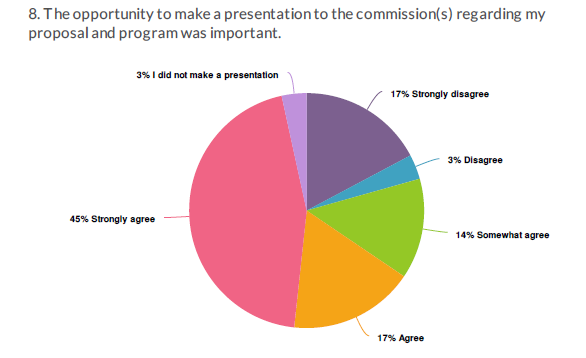 8. The opportunity to make a presentation to the commission(s) regarding my
proposal and program was important.
3% I did not make a presentation
17% Strongly disagree
3% Disagree
45% Strongly agree
14% Somewhat agree
17% Agree